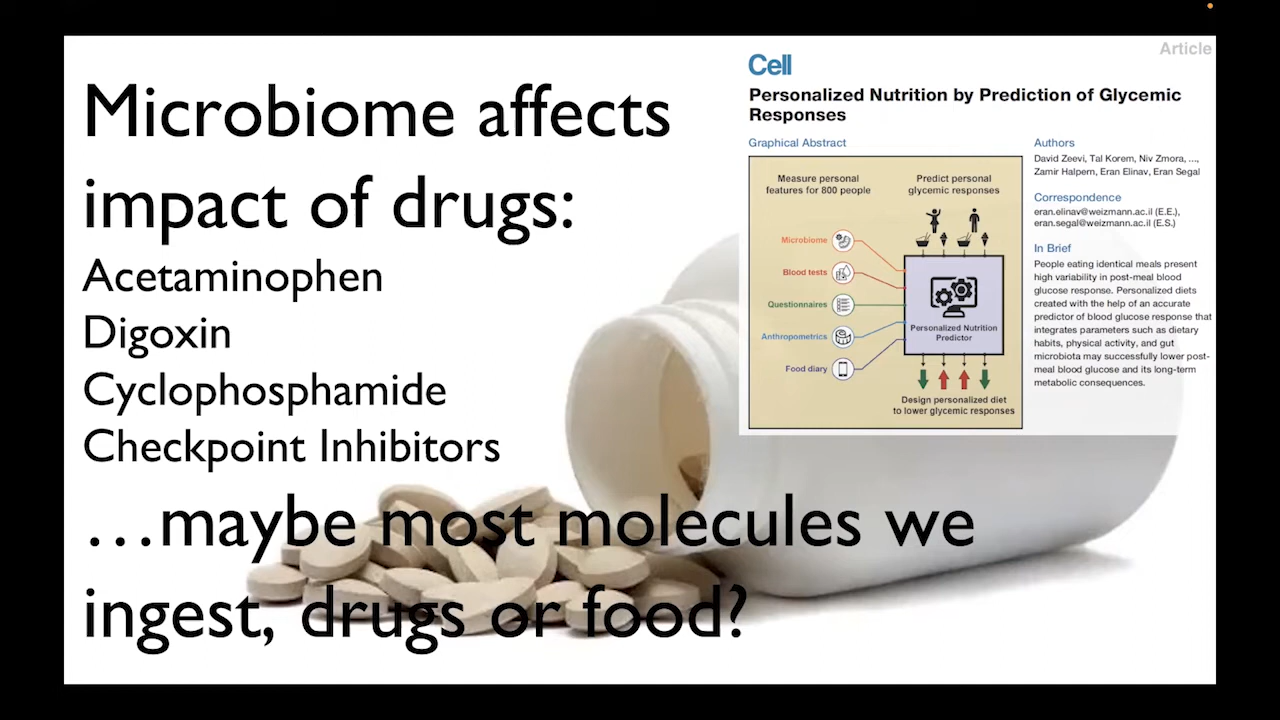 Microbiome affects
impact of drugs:
Acetaminophen
Digoxin
Cyclophosphamide
Checkpoint Inhibitors
…maybe most molecules we
ingest, drugs or food?
Article
Cell
Personalized Nutrition by Prediction of Glycemic
Responses
Graphical Abstract
Measure personal
features for 800 people
Predict personal
glycemic responses
Microbiome
Blood tests
Questionnaires
Anthropometrics
Food diary
Personalized Nutrition
Predictor
Design personalized diet
to lower glycemic responses
Authors
David Zeevi, Tal Korem, Niv Zmora, ...,
Zamir Halpern, Eran Elinav, Eran Segal
Correspondence
eran.elinav@weizmann.ac.il (E.E.),
eran.segal@weizmann.ac.il (E.S.)
In Brief
People eating identical meals present
high variability in post-meal blood
glucose response. Personalized diets
created with the help of an accurate
predictor of blood glucose response that
integrates parameters such as dietary
habits, physical activity, and gut
microbiota may successfully lower post-
meal blood glucose and its long-term
metabolic consequences.